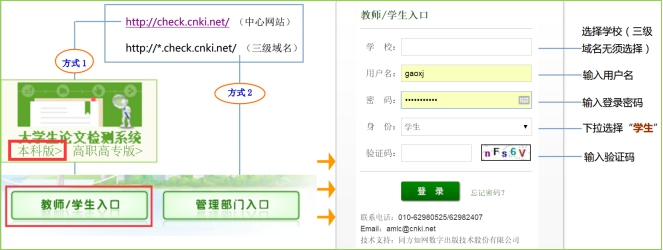 http://check.cnki.net/ （中心网站）
http://*.check.cnki.net/ （三级域名）
方式1
方式2
大学生论文检测系统
本科版> 高职高专版>
教师/学生入口
管理部门入口
教师/学生入口
学 校：
用户名： gaoxj
密 码： •••••••••••
身 份： 学生
验证码： nFs6V
登 录 忘记密码？
联系电话：010-62980525/62982407
Email：amlc@cnki.net
技术支持：同方知网数字出版技术股份有限公司
选择学校（三级
域名无须选择）
输入用户名
输入登录密码
下拉选择“学生”
输入验证码